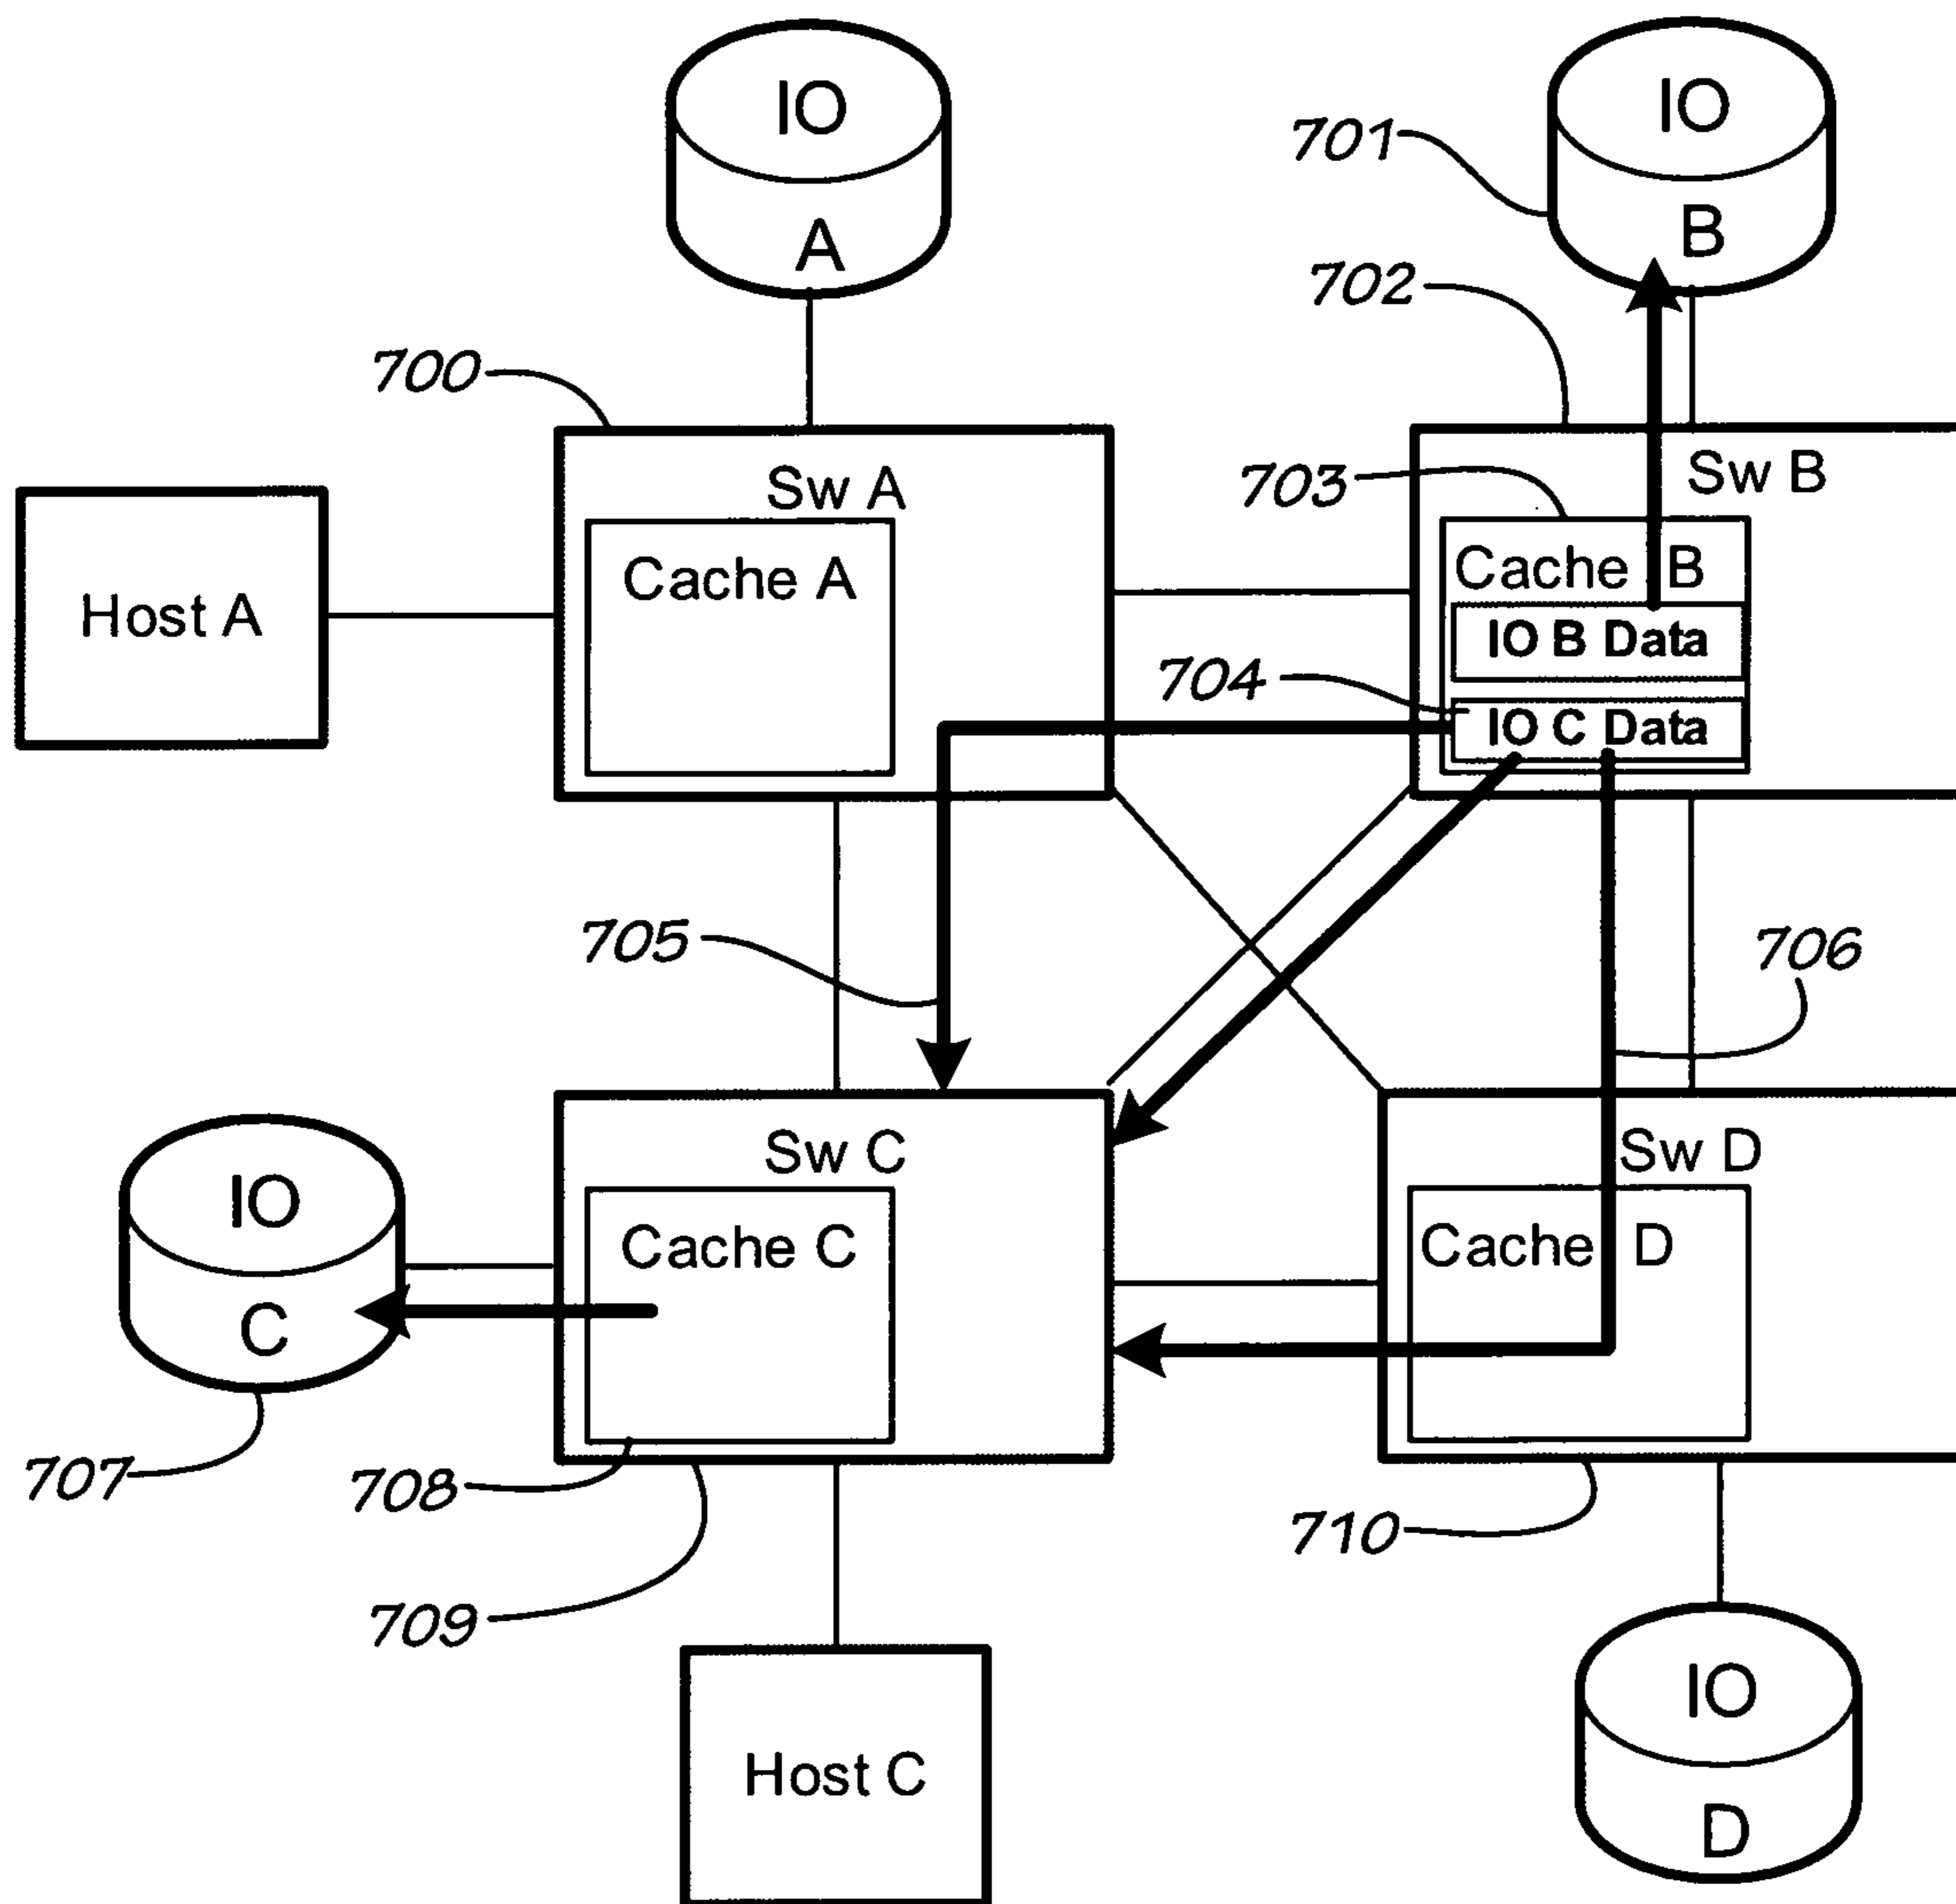 IO
A
IO
B
701
702
700
Sw A
703
Sw B
Host A
Cache A
Cache B
IO B Data
704
IO C Data
705
706
IO
C
Sw C
Sw D
Cache C
Cache D
707
708
709
710
Host C
IO
D